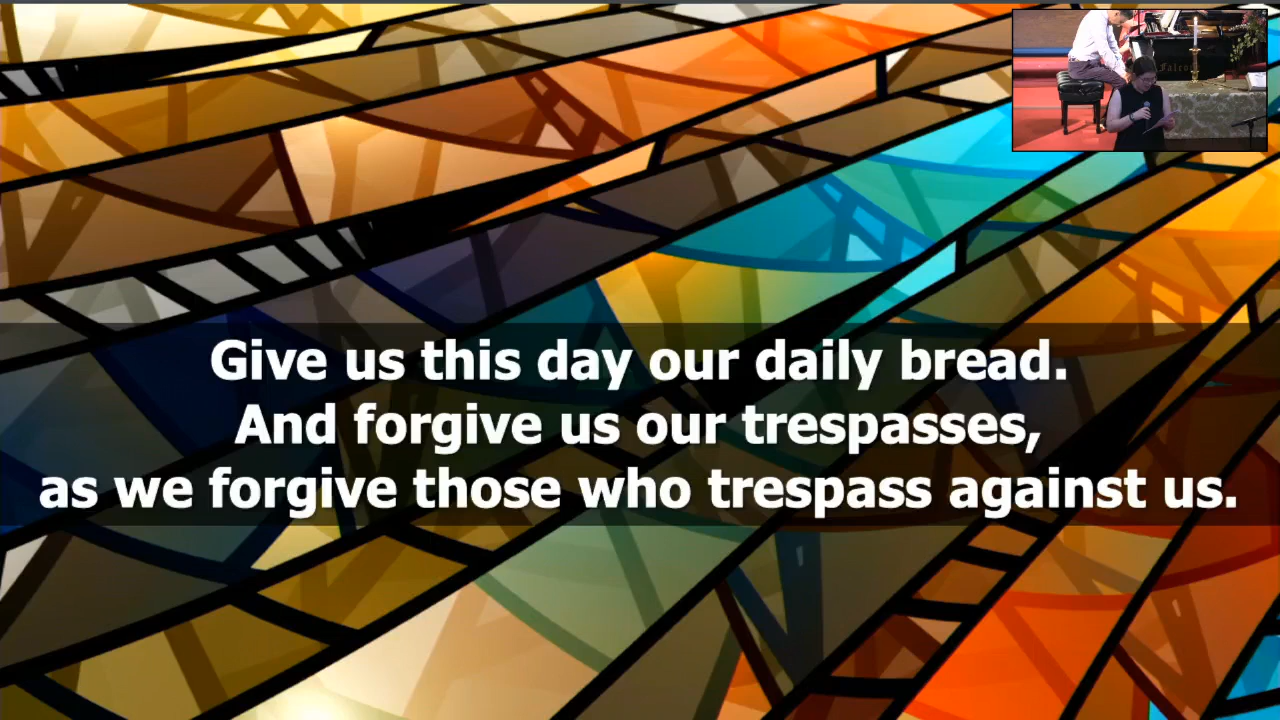 Falcone
Give us this day our daily bread.
And forgive us our trespasses,
as we forgive those who trespass against us.